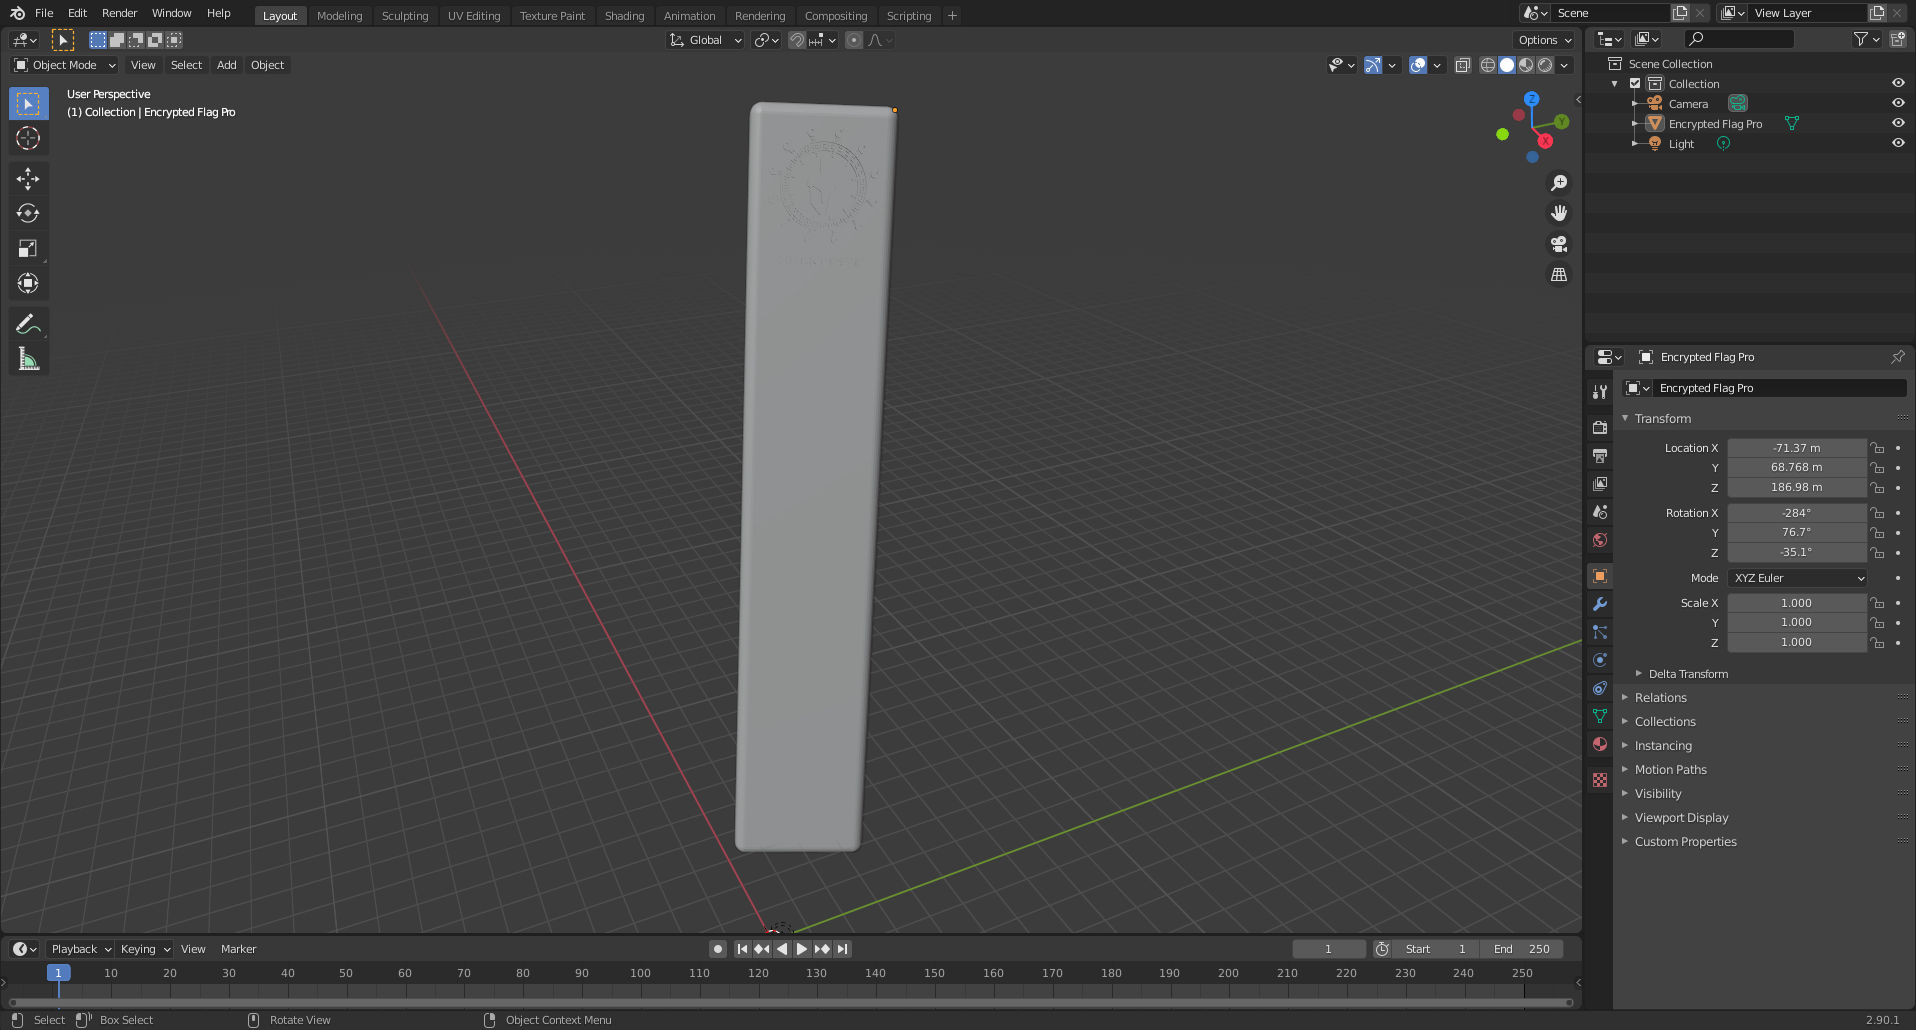 File Edit Render Window Help Layout Modeling Sculpting UV Editing Texture Paint Shading Animation Rendering Compositing Scripting + Scene View Layer
Global Options
Object Mode View Select Add Object
User Perspective
(1) Collection | Encrypted Flag Pro
Z
Y
X
Scene Collection
Collection
Camera
Encrypted Flag Pro
Light
Encrypted Flag Pro
Encrypted Flag Pro
Transform
Location X -71.37 m
Y 68.768 m
Z 186.98 m
Rotation X -284°
Y 76.7°
Z -35.1°
Mode XYZ Euler
Scale X 1.000
Y 1.000
Z 1.000
Delta Transform
Relations
Collections
Instancing
Motion Paths
Visibility
Viewport Display
Custom Properties
Playback Keying View Marker 1 Start 1 End 250
1 10 20 30 40 50 60 70 80 90 100 110 120 130 140 150 160 170 180 190 200 210 220 230 240 250
Select Box Select Rotate View Object Context Menu 2.90.1